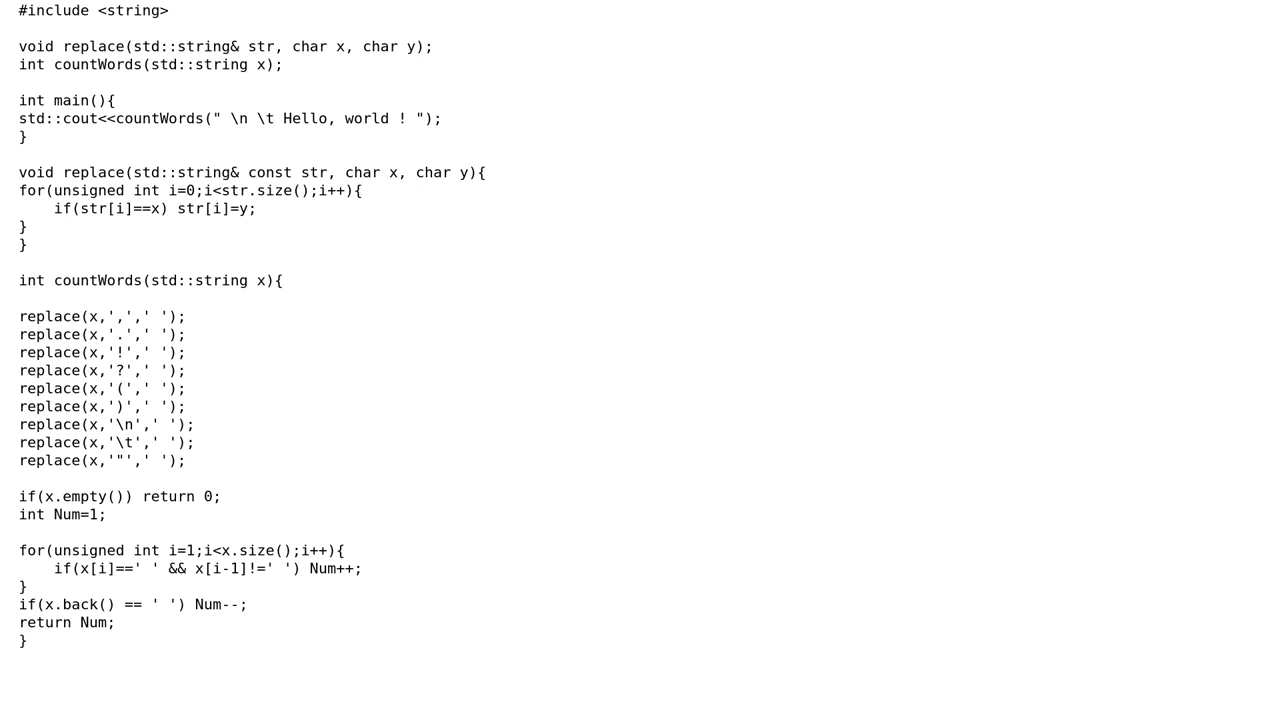 #include <string>

void replace(std::string& str, char x, char y);
int countWords(std::string x);

int main(){
std::cout<<countWords(" \n \t Hello, world ! ");
}

void replace(std::string& const str, char x, char y){
for(unsigned int i=0;i<str.size();i++){
    if(str[i]==x) str[i]=y;
}
}

int countWords(std::string x){

replace(x,',',' ');
replace(x,'.',' ');
replace(x,'!',' ');
replace(x,'?',' ');
replace(x,'(',' ');
replace(x,')',' ');
replace(x,'\n',' ');
replace(x,'\t',' ');
replace(x,'"',' ');

if(x.empty()) return 0;
int Num=1;

for(unsigned int i=1;i<x.size();i++){
    if(x[i]==' ' && x[i-1]!=' ') Num++;
}
if(x.back() == ' ') Num--;
return Num;
}